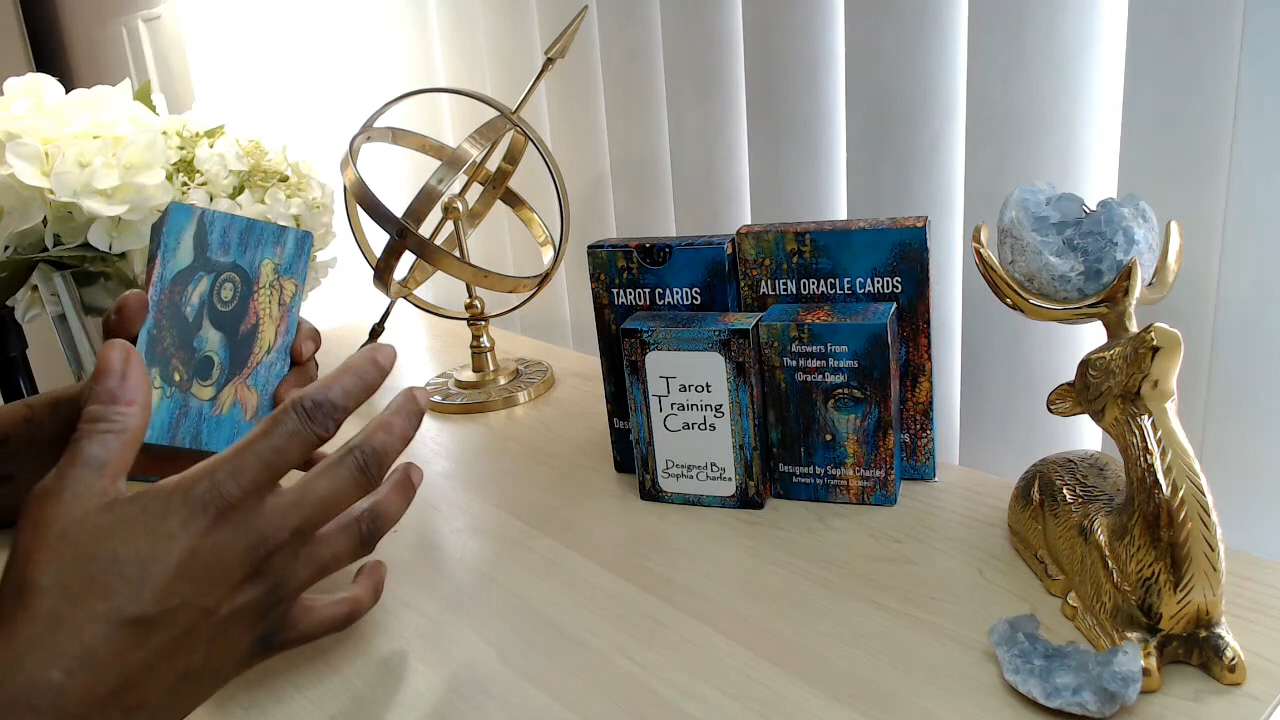 TAROT CARDS
ALIEN ORACLE CARDS
Tarot
Training
Cards
Designed By
Sophia Charles
Answers From
The Hidden Realms
(Oracle Deck)
Designed by Sophia Charles
Artwork by Frances